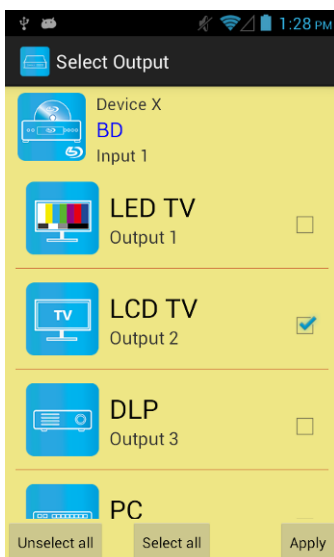 1:28 PM
Select Output
Device X
BD
Input 1
LED TV
Output 1
TV
LCD TV
Output 2
DLP
Output 3
PC
Unselect all
Select all
Apply